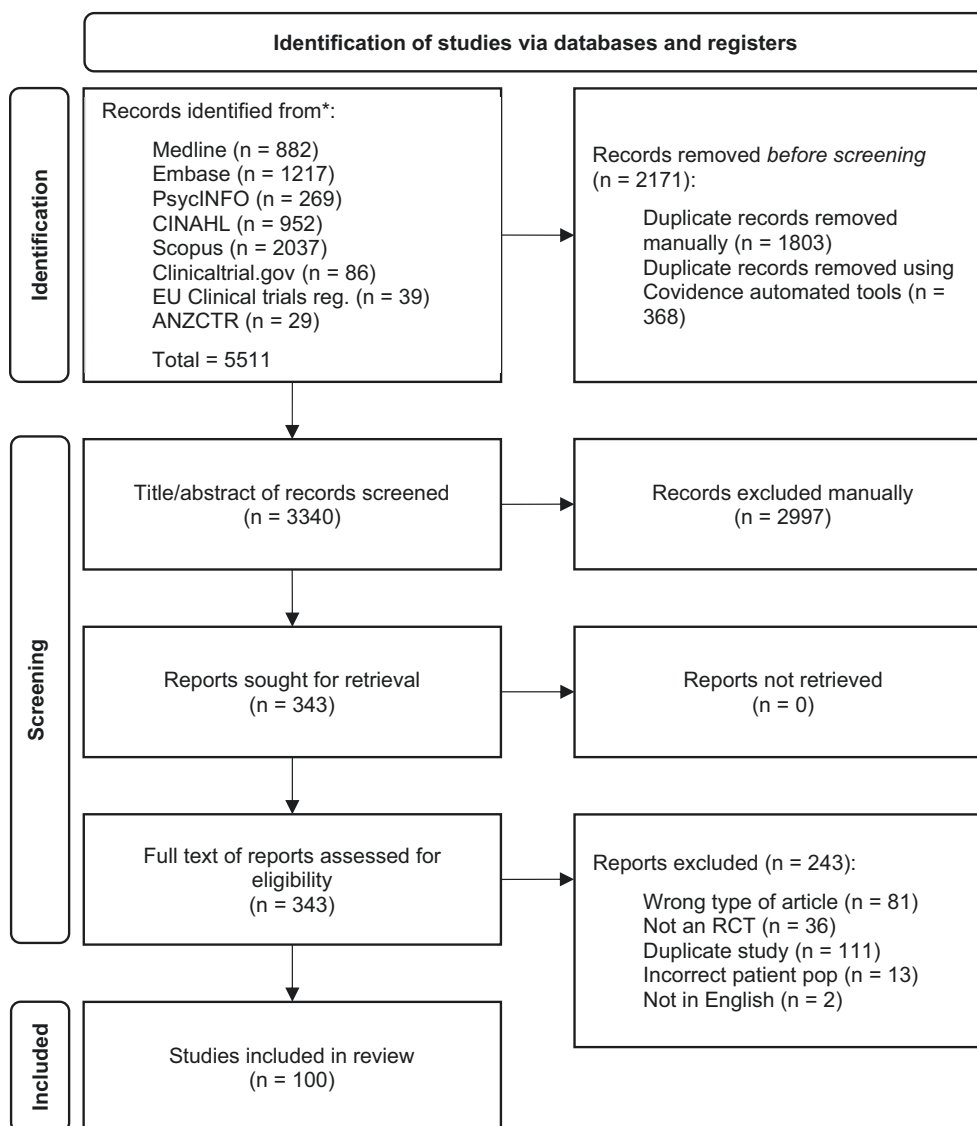 Identification of studies via databases and registers
Identification
Records identified from*:
Medline (n = 882)
Embase (n = 1217)
PsycINFO (n = 269)
CINAHL (n = 952)
Scopus (n = 2037)
Clinicaltrial.gov (n = 86)
EU Clinical trials reg. (n = 39)
ANZCTR (n = 29)
Total = 5511
Records removed before screening
(n = 2171):
Duplicate records removed
manually (n = 1803)
Duplicate records removed using
Covidence automated tools (n =
368)
Screening
Title/abstract of records screened
(n = 3340)
Records excluded manually
(n = 2997)
Reports sought for retrieval
(n = 343)
Reports not retrieved
(n = 0)
Full text of reports assessed for
eligibility
(n = 343)
Reports excluded (n = 243):
Wrong type of article (n = 81)
Not an RCT (n = 36)
Duplicate study (n = 111)
Incorrect patient pop (n = 13)
Not in English (n = 2)
Included
Studies included in review
(n = 100)